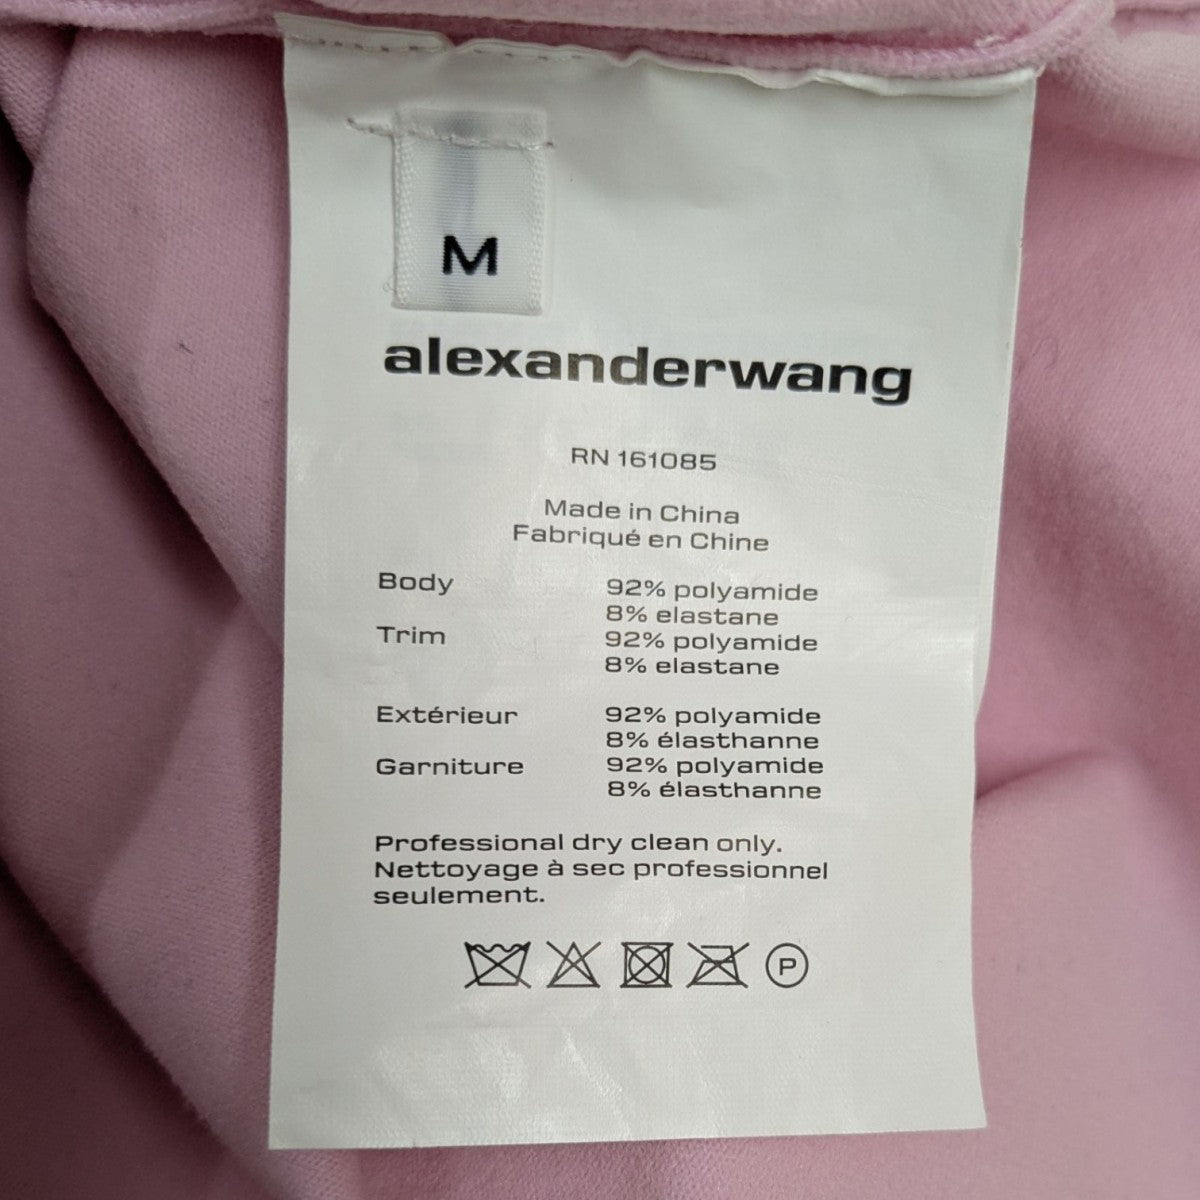 M
alexanderwang
RN 161085
Made in China
Fabriqué en Chine
Body 92% polyamide
8% elastane
Trim 92% polyamide
8% elastane
Extérieur 92% polyamide
8% élasthanne
Garniture 92% polyamide
8% élasthanne
Professional dry clean only.
Nettoyage à sec professionnel
seulement.
P